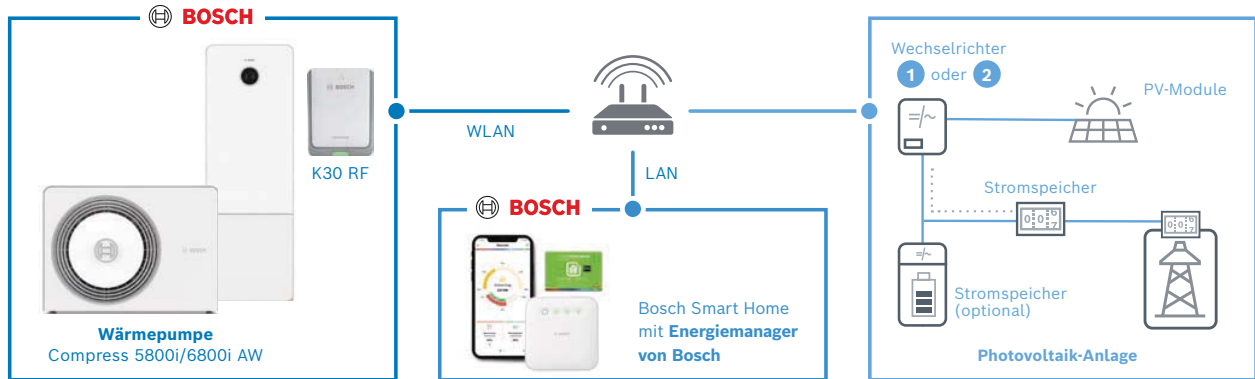 BOSCH
BOSCH
K30 RF
Wärmepumpe
Compress 5800i/6800i AW
WLAN
LAN
BOSCH
Bosch Smart Home
mit Energiemanager
von Bosch
Wechselrichter
1 oder 2
PV-Module
=/~
Stromspeicher
=/~
Stromspeicher
(optional)
Photovoltaik-Anlage